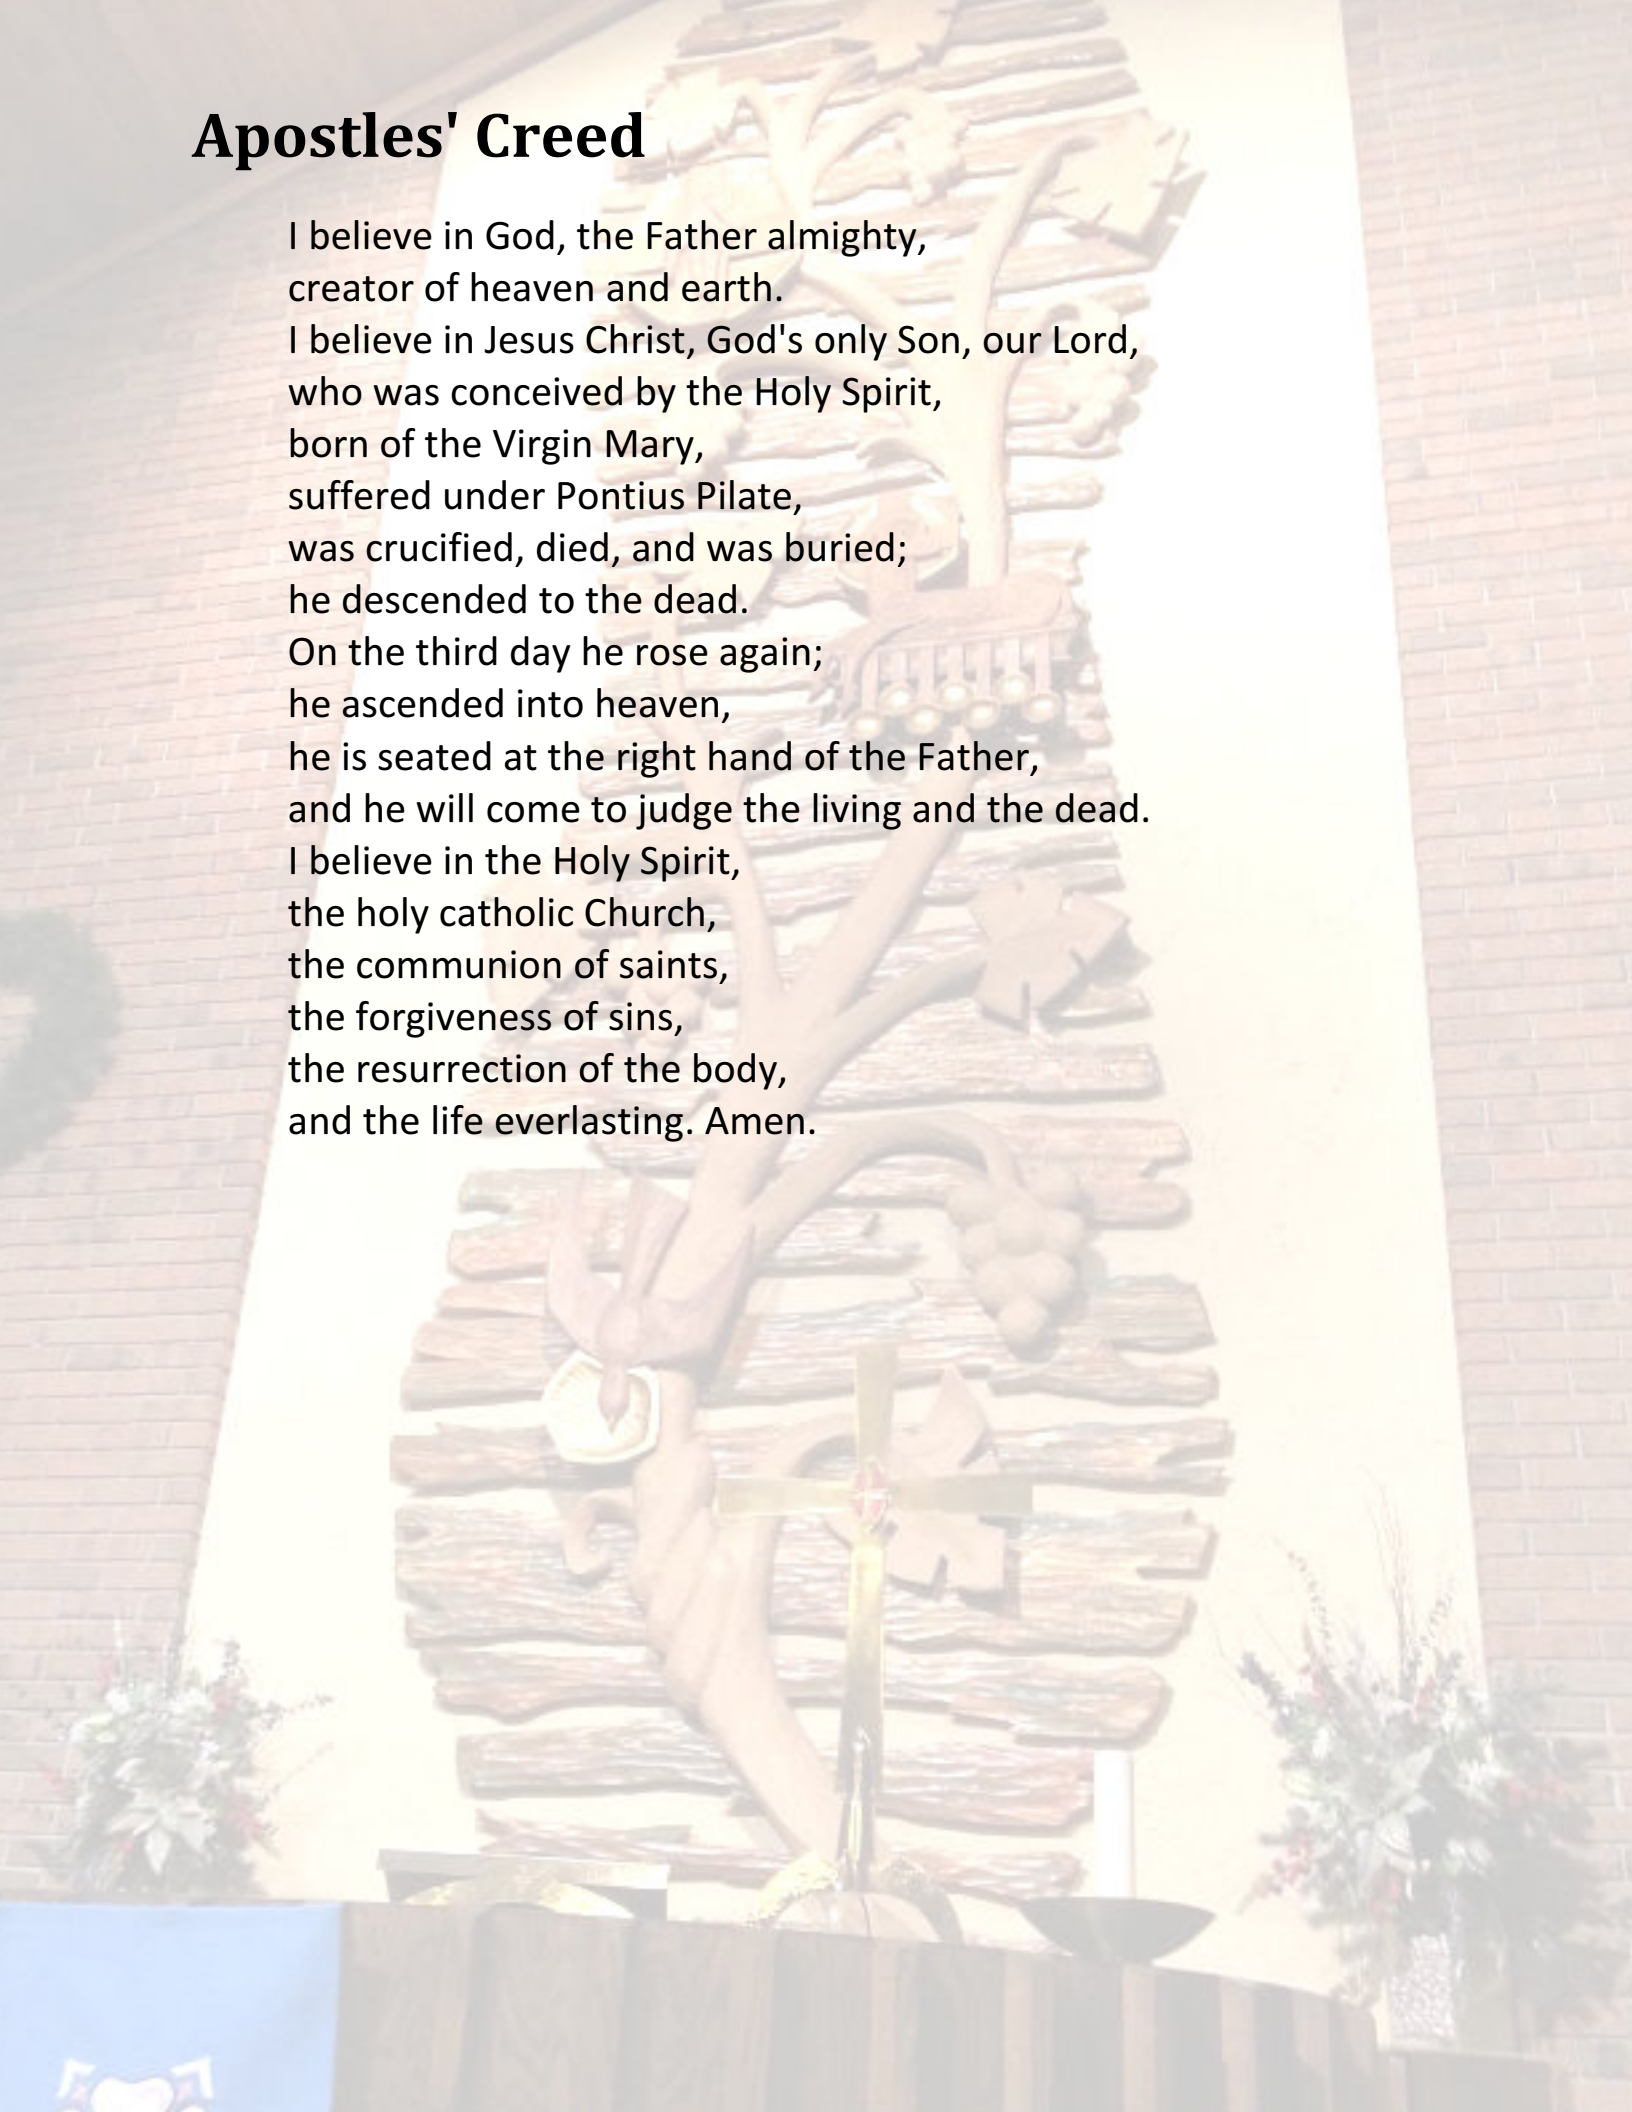 Apostles' Creed
I believe in God, the Father almighty,
creator of heaven and earth.
I believe in Jesus Christ, God's only Son, our Lord,
who was conceived by the Holy Spirit,
born of the Virgin Mary,
suffered under Pontius Pilate,
was crucified, died, and was buried;
he descended to the dead.
On the third day he rose again;
he ascended into heaven,
he is seated at the right hand of the Father,
and he will come to judge the living and the dead.
I believe in the Holy Spirit,
the holy catholic Church,
the communion of saints,
the forgiveness of sins,
the resurrection of the body,
and the life everlasting. Amen.